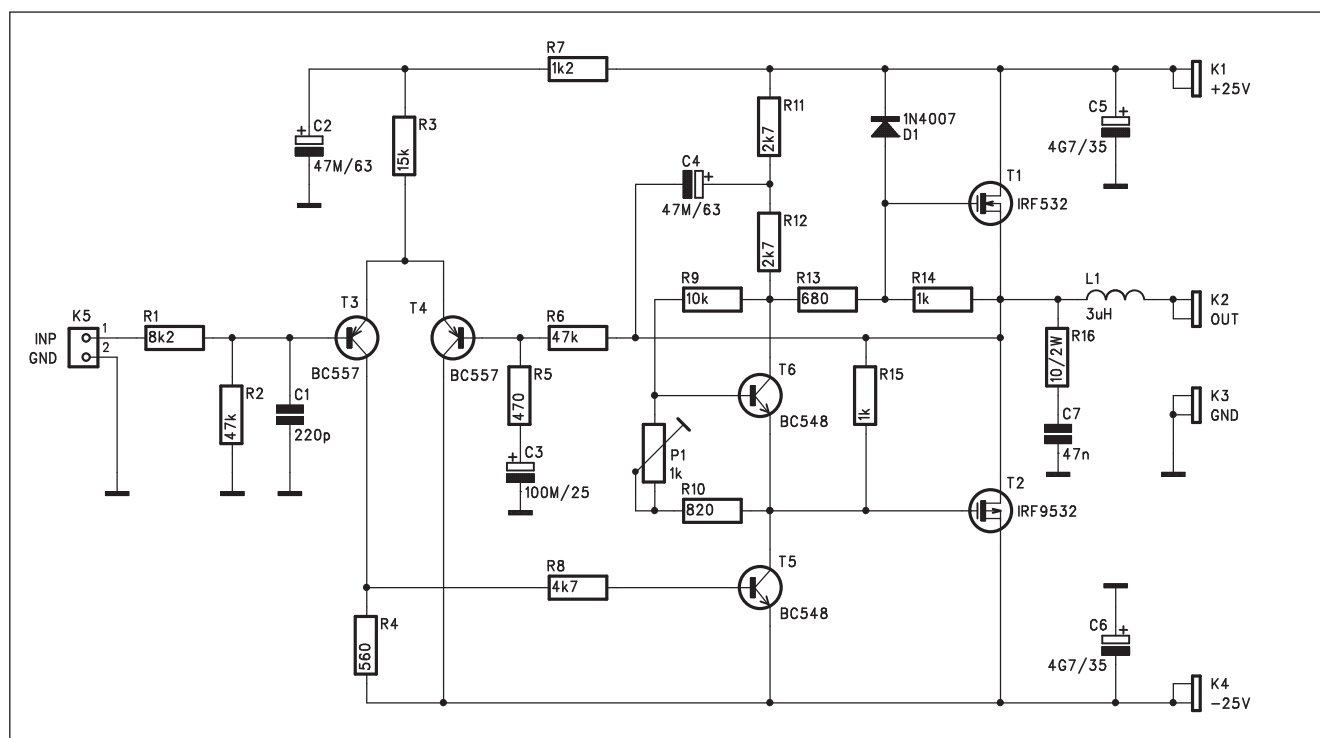 R7
1k2
K1
+25V
R11
2k7
1N4007
D1
C5
4G7/35
C2
47M/63
R3
15k
C4
47M/63
T1
IRF532
R12
2k7
R9
10k
R13
680
R14
1k
L1
3uH
K2
OUT
K5
INP
1
GND
2
R1
8k2
T3
BC557
T4
BC557
R6
47k
R16
10/2W
R2
47k
C1
220p
R5
470
T6
BC548
R15
1k
K3
GND
C7
47n
C3
100M/25
P1
1k
R10
820
T2
IRF9532
R8
4k7
T5
BC548
R4
560
C6
4G7/35
K4
-25V